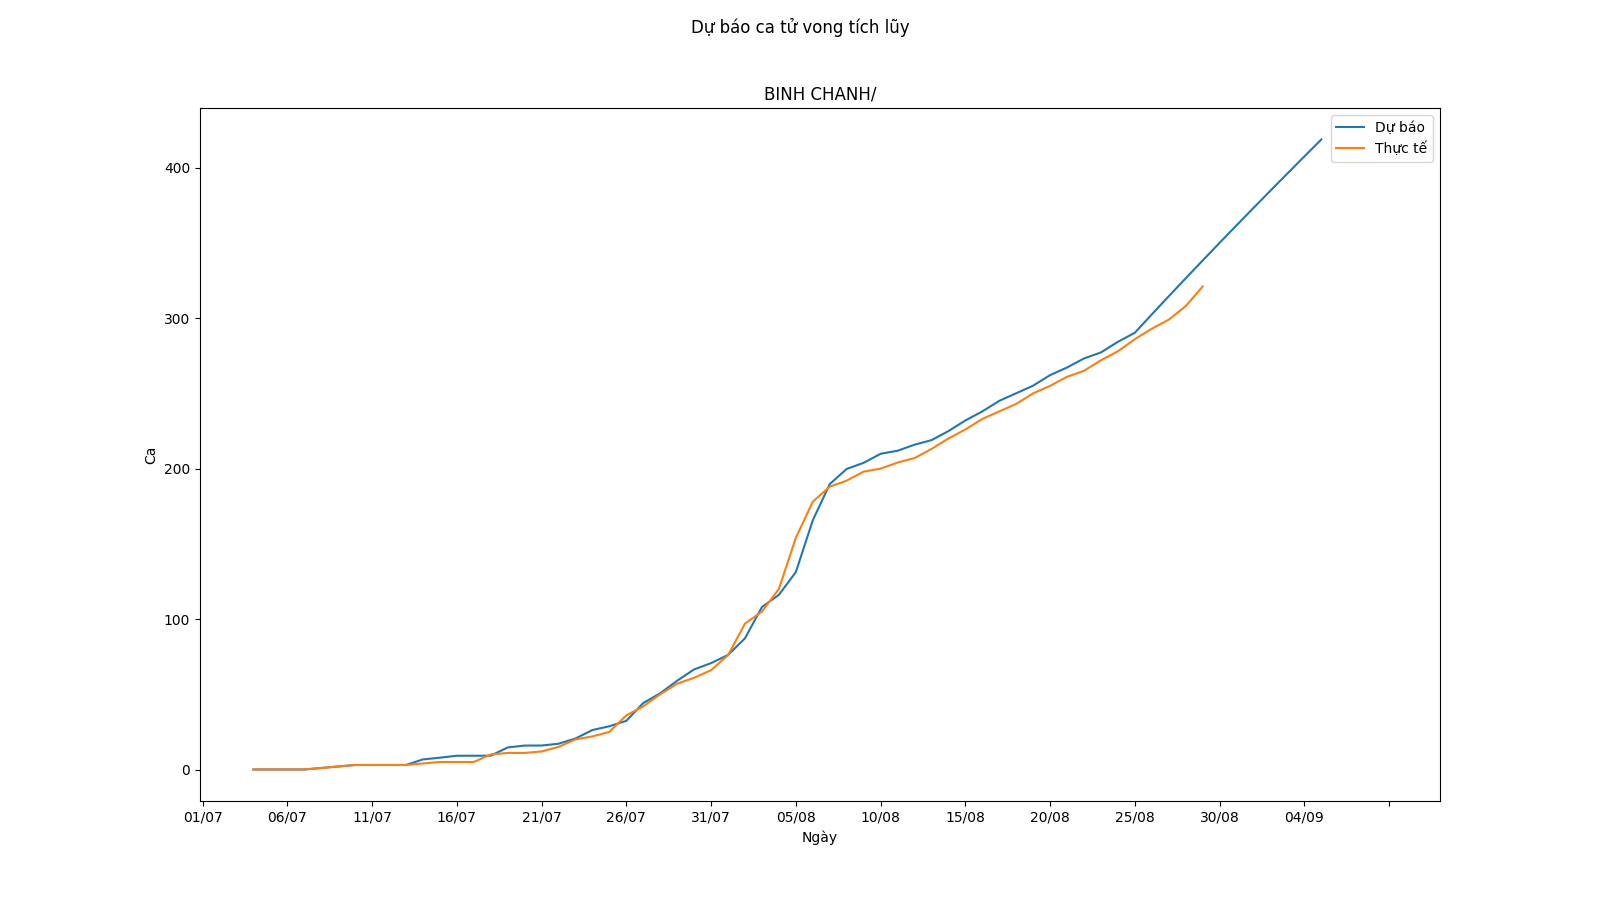 Dự báo ca tử vong tích lũy
BINH CHANH/
Dự báo
Thực tế
400
300
200
100
0
Ca
01/07 06/07 11/07 16/07 21/07 26/07 31/07 05/08 10/08 15/08 20/08 25/08 30/08 04/09
Ngày